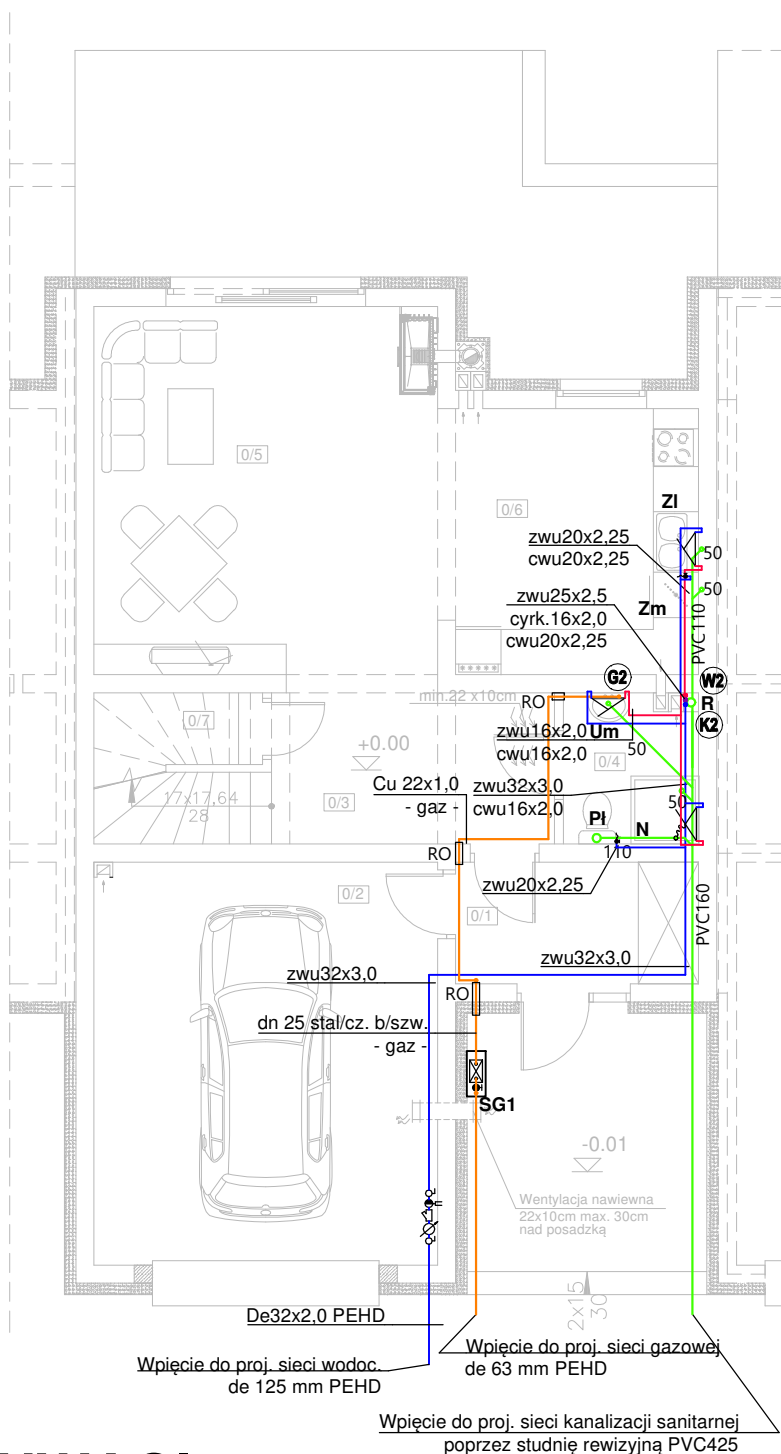 0/5
0/6
Zl
zwu20x2,25
cwu20x2,25
50
50
Zm
zwu25x2,5
cyrk.16x2,0
cwu20x2,25
PVC110
W2
R
K2
G2
RO
min.22 x10cm
zwu16x2,0
cwu16x2,0
Um
50
0/4
0/7
+0.00
17x17,64
28
0/3
Cu 22x1,0
- gaz -
zwu32x3,0
cwu16x2,0
50
Pł
N
110
RO
zwu20x2,25
0/2
0/1
PVC160
zwu32x3,0
zwu32x3,0
RO
dn 25 stal/cz. b/szw.
- gaz -
SG1
-0.01
Wentylacja nawiewna
22x10cm max. 30cm
nad posadzką
2x15
30
De32x2,0 PEHD
Wpięcie do proj. sieci gazowej
de 63 mm PEHD
Wpięcie do proj. sieci wodoc.
de 125 mm PEHD
Wpięcie do proj. sieci kanalizacji sanitarnej
poprzez studnię rewizyjną PVC425